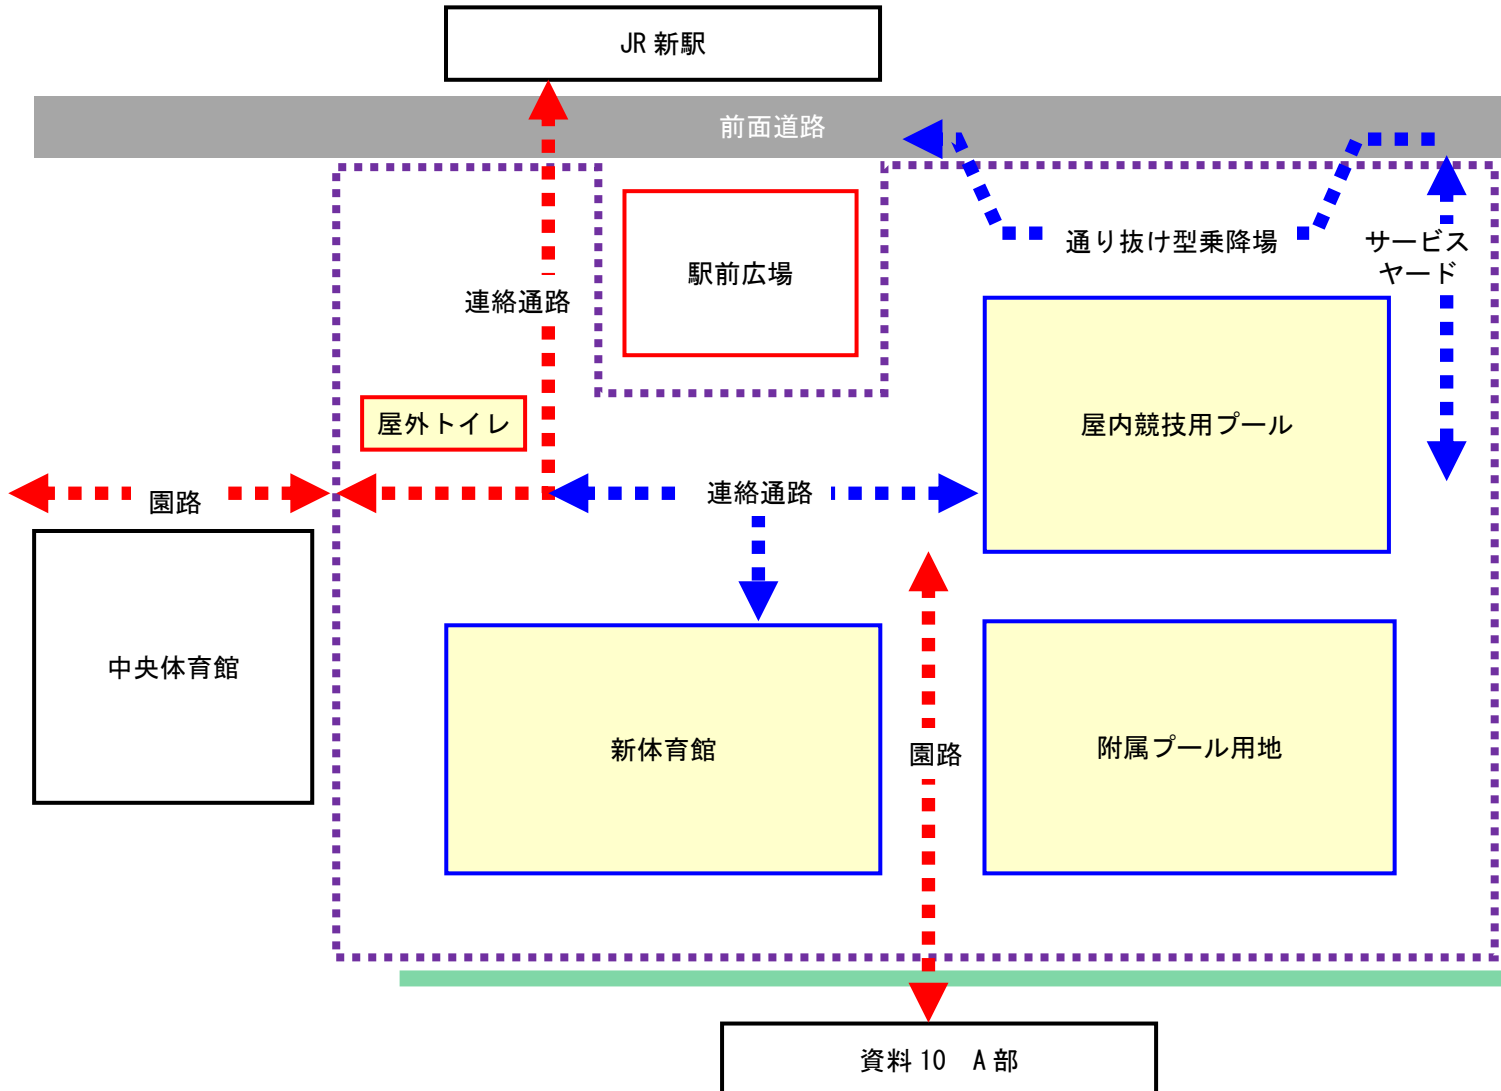 JR 新駅
前面道路
通り抜け型乗降場
サービス
ヤード
駅前広場
連絡通路
屋外トイレ
屋内競技用プール
園路
連絡通路
中央体育館
新体育館
園路
附属プール用地
資料 10　A 部